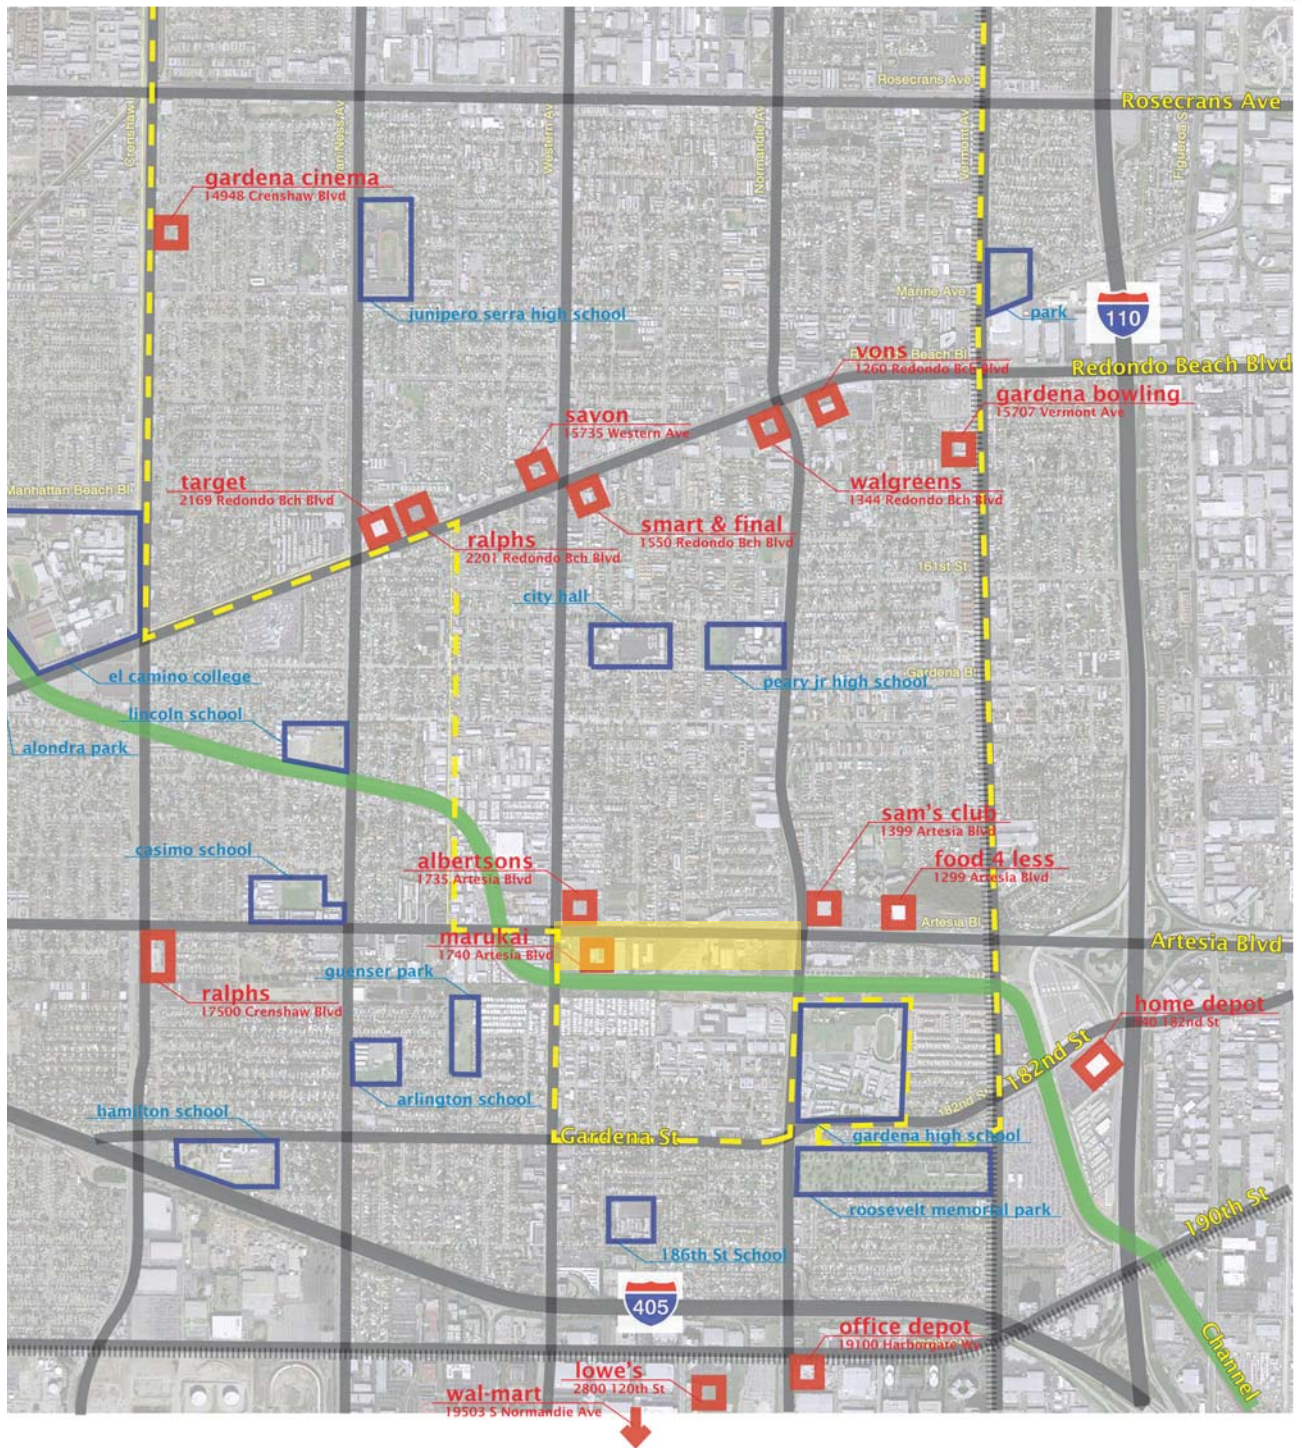 Rosecrans Ave
Rosecrans Ave
Crenshaw
Western Av
Normandie Av
Vermont Av
gardena cinema
14948 Crenshaw Blvd
junipero serra high school
Marine Ave
park
110
vons
Beach Bl
1260 Redondo Bch Blvd
Redondo Beach Blvd
gardena bowling
15707 Vermont Ave
savon
15735 Western Ave
target
2169 Redondo Bch Blvd
Manhattan Beach Bl
walgreens
1344 Redondo Bch Blvd
smart & final
1550 Redondo Bch Blvd
ralphs
2201 Redondo Bch Blvd
161st St
city hall
el camino college
peary jr high school
Gardena B
lincoln school
alondra park
sam's club
1399 Artesia Blvd
casimo school
albertsons
1735 Artesia Blvd
food 4 less
1299 Artesia Blvd
Artesia Bl
marukai
1740 Artesia Blvd
Artesia Blvd
guenser park
ralphs
17500 Crenshaw Blvd
home depot
182nd St
182nd St
182nd St
arlington school
hamilton school
Gardena St
gardena high school
roosevelt memorial park
190th St
186th St School
405
office depot
19100 Harborgate Wy
lowe's
2800 120th St
wal-mart
19503 S Normandie Ave
Channel